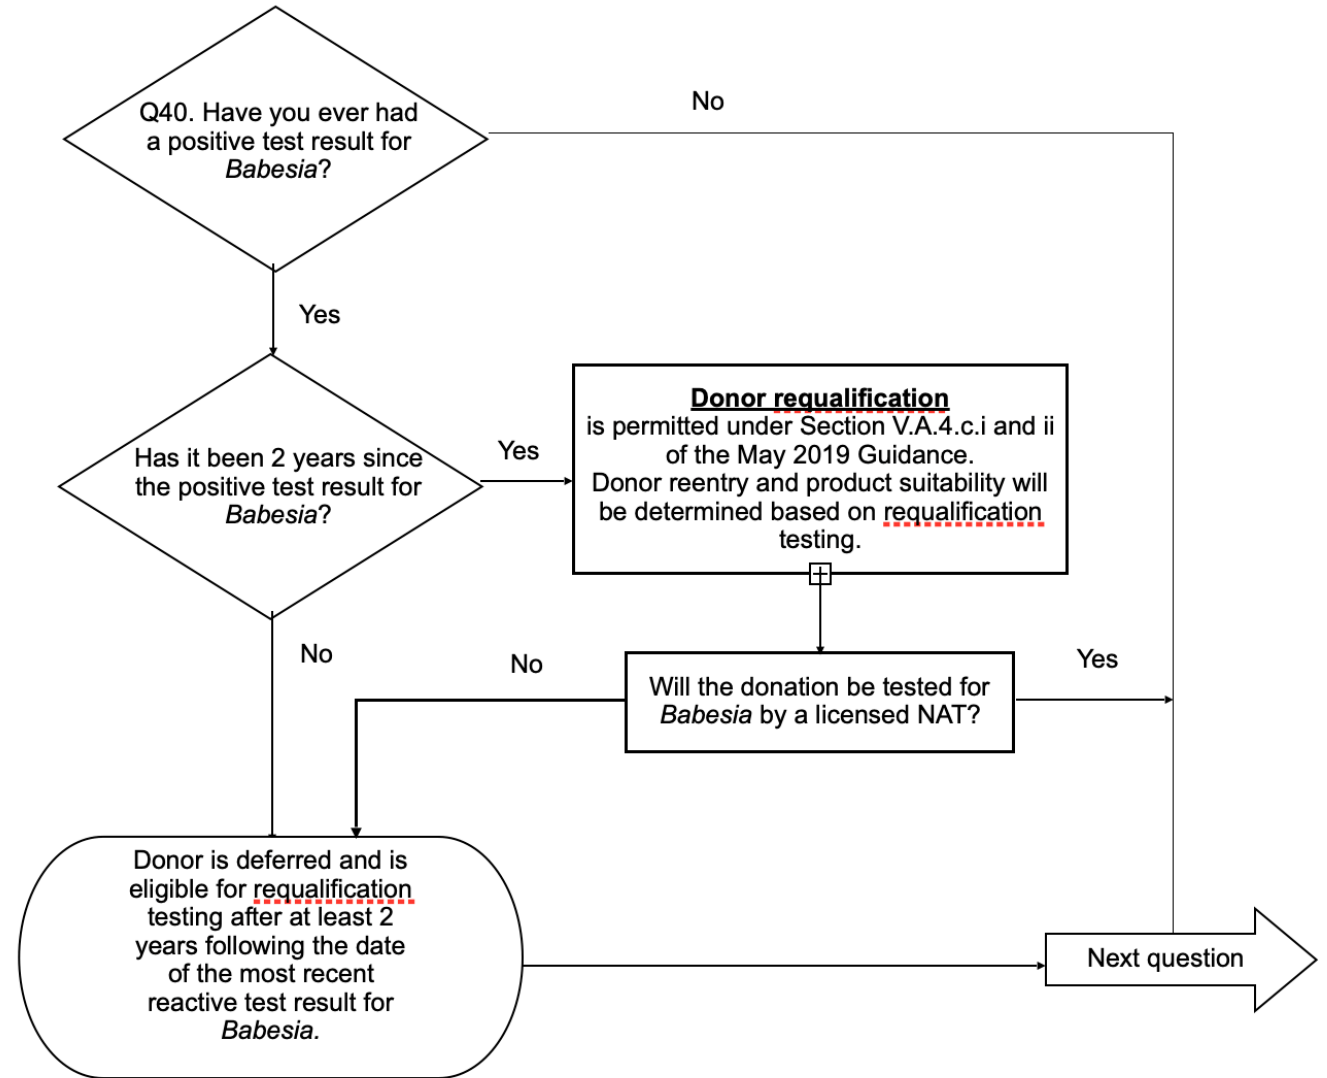 Q40. Have you ever had
a positive test result for
Babesia?
No
Yes
Has it been 2 years since
the positive test result for
Babesia?
Yes
Donor requalification
is permitted under Section V.A.4.c.i and ii
of the May 2019 Guidance.
Donor reentry and product suitability will
be determined based on requalification
testing.
No
No
Will the donation be tested for
Babesia by a licensed NAT?
Yes
Donor is deferred and is
eligible for requalification
testing after at least 2
years following the date
of the most recent
reactive test result for
Babesia.
Next question